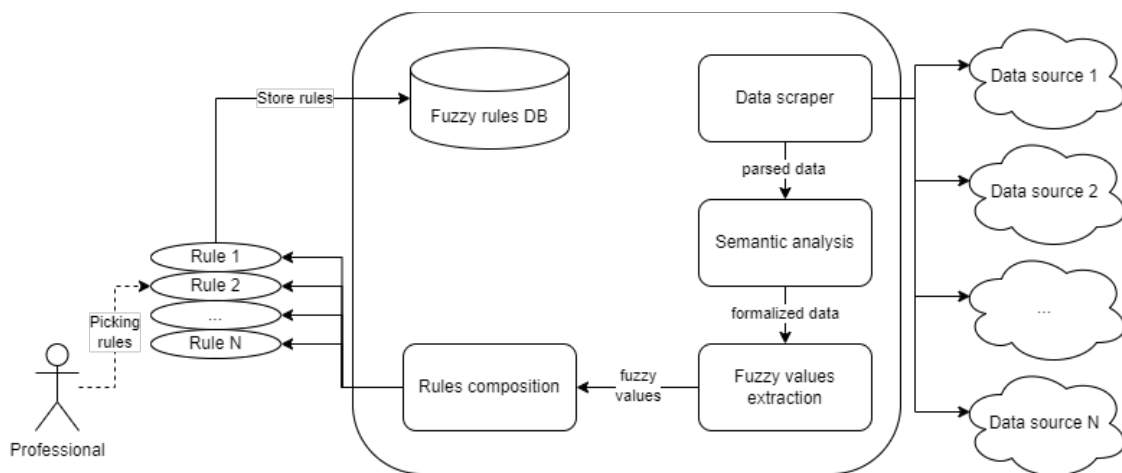 Store rules
Fuzzy rules DB
Data scraper
Data source 1
parsed data
Data source 2
Semantic analysis
Rule 1
Rule 2
...
Rule N
Picking
rules
formalized data
...
Rules composition
fuzzy
values
Fuzzy values
extraction
Data source N
Professional